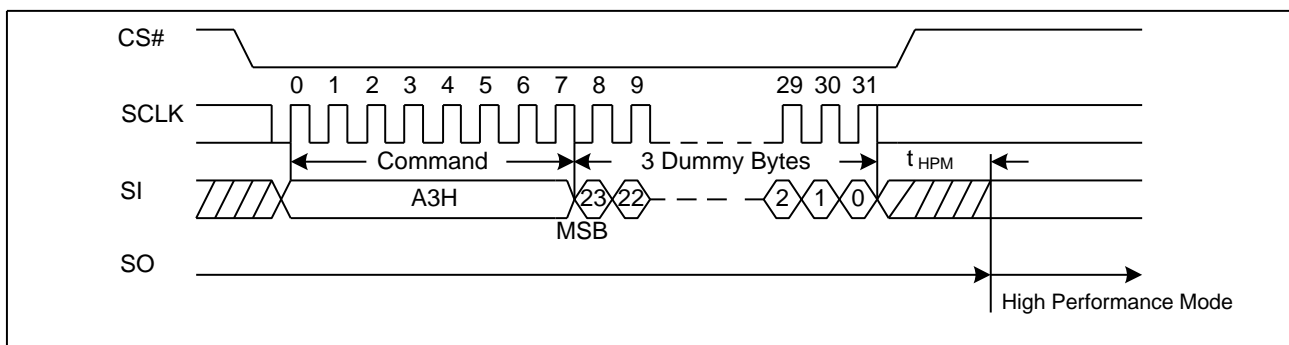 CS#
0 1 2 3 4 5 6 7 8 9 29 30 31
SCLK
Command 3 Dummy Bytes t HPM
SI A3H 23 22 2 1 0
MSB
SO
High Performance Mode